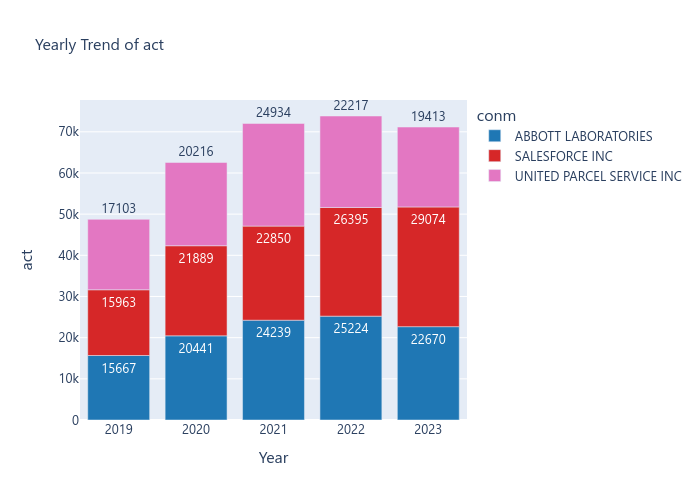 Yearly Trend of act
conm
ABBOTT LABORATORIES
SALESFORCE INC
UNITED PARCEL SERVICE INC
act
70k
60k
50k
40k
30k
20k
10k
0
17103
20216
24934
22217
19413
15963
21889
22850
26395
29074
15667
20441
24239
25224
22670
2019
2020
2021
2022
2023
Year